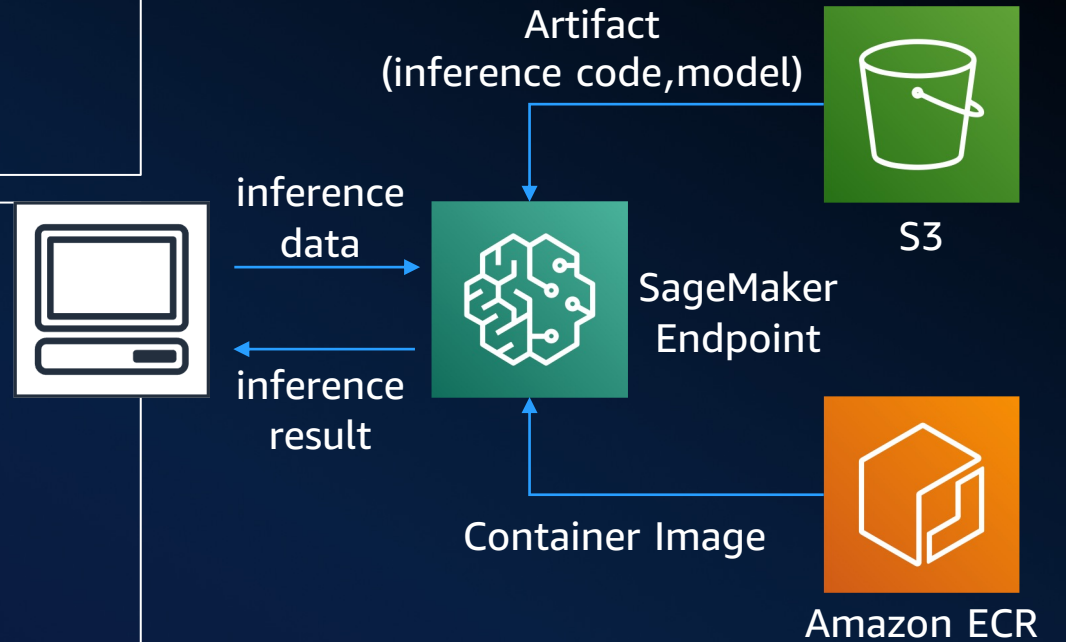 Artifact
(inference code,model)
S3
inference
data
SageMaker
Endpoint
inference
result
Container Image
Amazon ECR